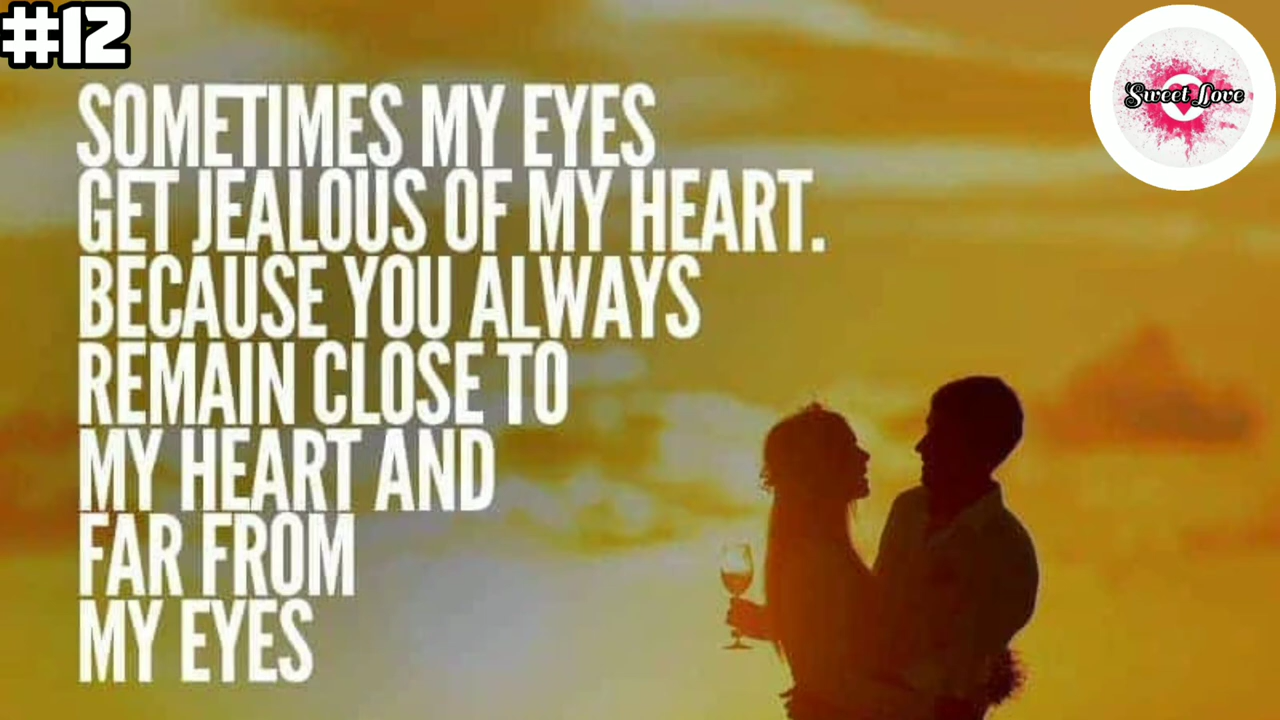 #12
Sweet Love
SOMETIMES MY EYES
GET JEALOUS OF MY HEART.
BECAUSE YOU ALWAYS
REMAIN CLOSE TO
MY HEART AND
FAR FROM
MY EYES